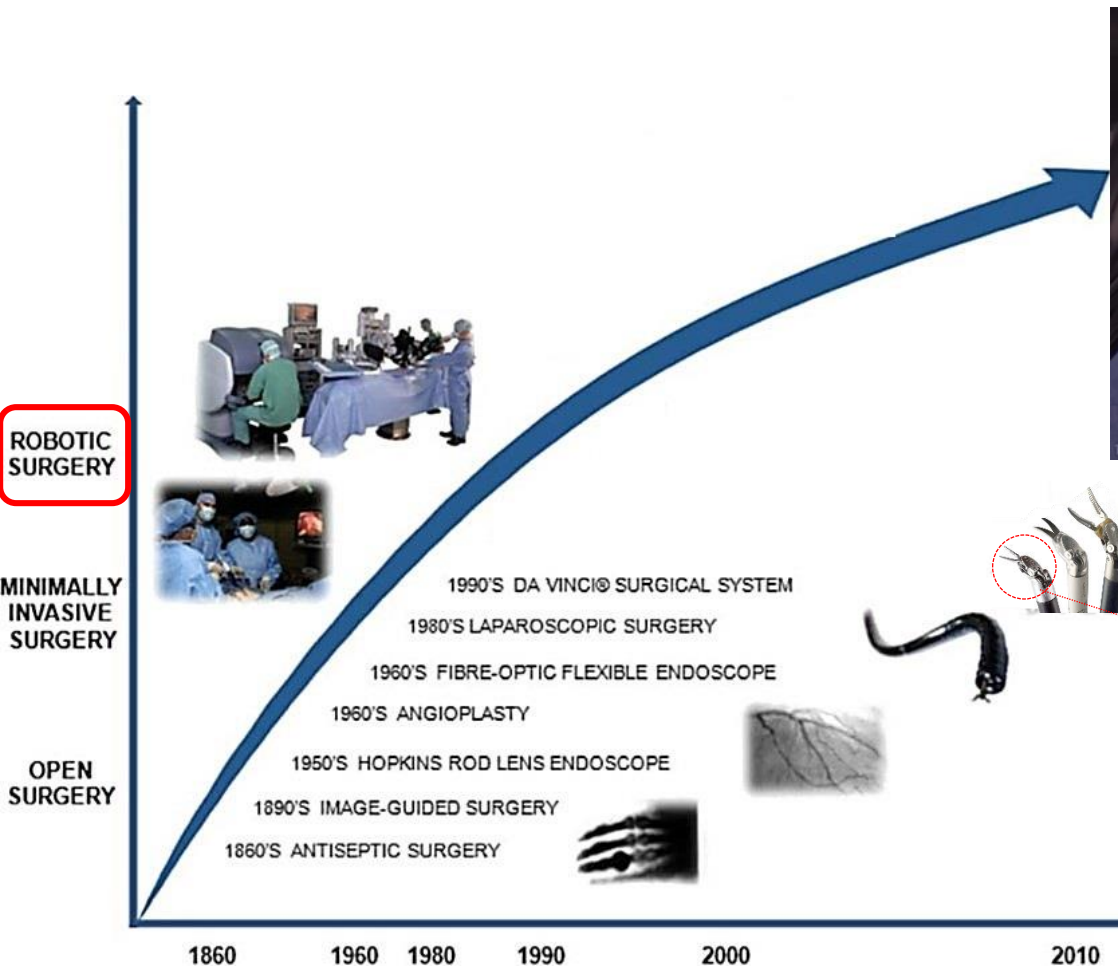 ROBOTIC
SURGERY
MINIMALLY
INVASIVE
SURGERY
OPEN
SURGERY
1990'S DA VINCI® SURGICAL SYSTEM
1980'S LAPAROSCOPIC SURGERY
1960'S FIBRE-OPTIC FLEXIBLE ENDOSCOPE
1960'S ANGIOPLASTY
1950'S HOPKINS ROD LENS ENDOSCOPE
1890'S IMAGE-GUIDED SURGERY
1860'S ANTISEPTIC SURGERY
1860 1960 1980 1990 2000 2010